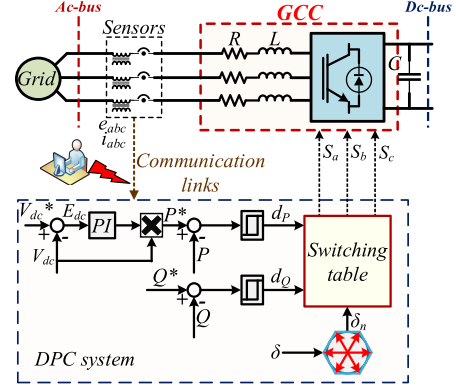 Ac-bus
Dc-bus
Sensors
GCC
R
L
C
Grid
e_abc
i_abc
S_a
S_b
S_c
Communication
links
V_dc*
E_dc
PI
P*
d_P
V_dc
P
Switching
table
Q*
d_Q
Q
δ_n
δ
DPC system